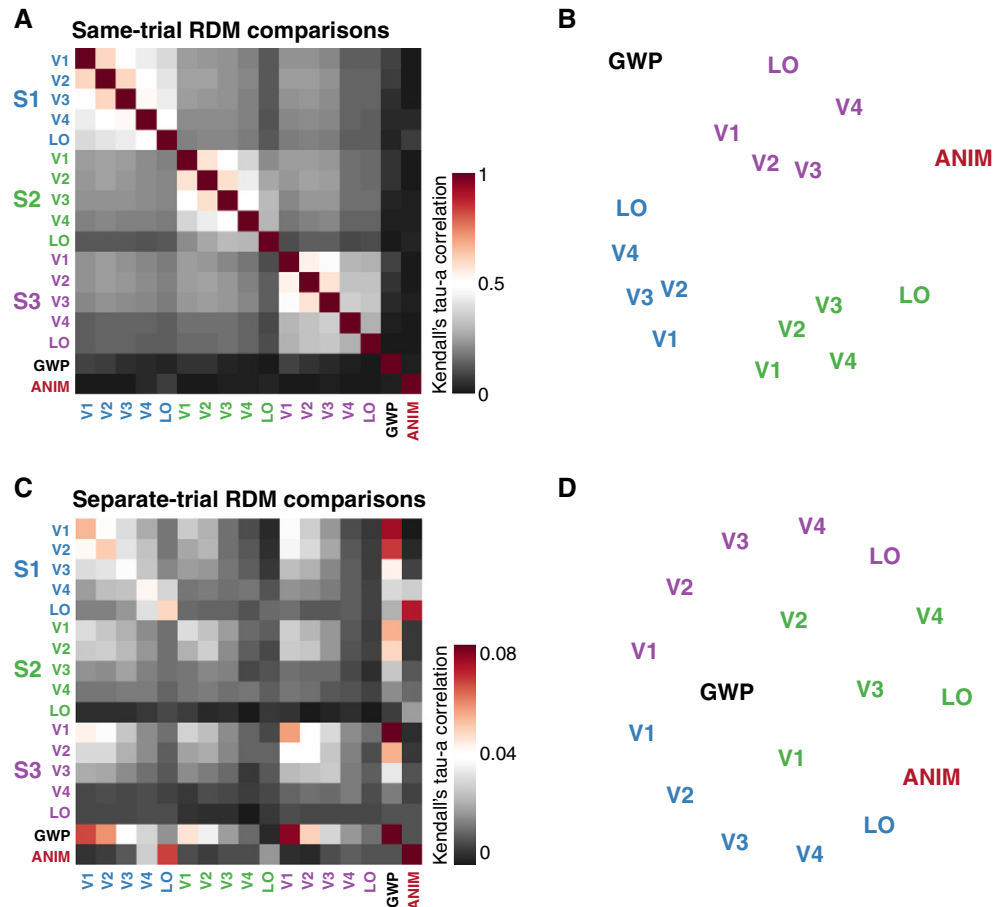 A
Same-trial RDM comparisons
S1
V1
V2
V3
V4
LO
S2
V1
V2
V3
V4
LO
S3
V1
V2
V3
V4
LO
GWP
ANIM
V1 V2 V3 V4 LO V1 V2 V3 V4 LO V1 V2 V3 V4 LO GWP ANIM
Kendall's tau-a correlation
1
0.5
0
B
GWP
LO
V4
V1
V2 V3
ANIM
LO
V4
V3 V2
V1
LO
V3
V2
V4
V1
C
Separate-trial RDM comparisons
S1
V1
V2
V3
V4
LO
S2
V1
V2
V3
V4
LO
S3
V1
V2
V3
V4
LO
GWP
ANIM
V1 V2 V3 V4 LO V1 V2 V3 V4 LO V1 V2 V3 V4 LO GWP ANIM
Kendall's tau-a correlation
0.08
0.04
0
D
V4
V3
LO
V2
V2
V4
V1
GWP
V3
LO
V1
V1
ANIM
V2
LO
V3
V4